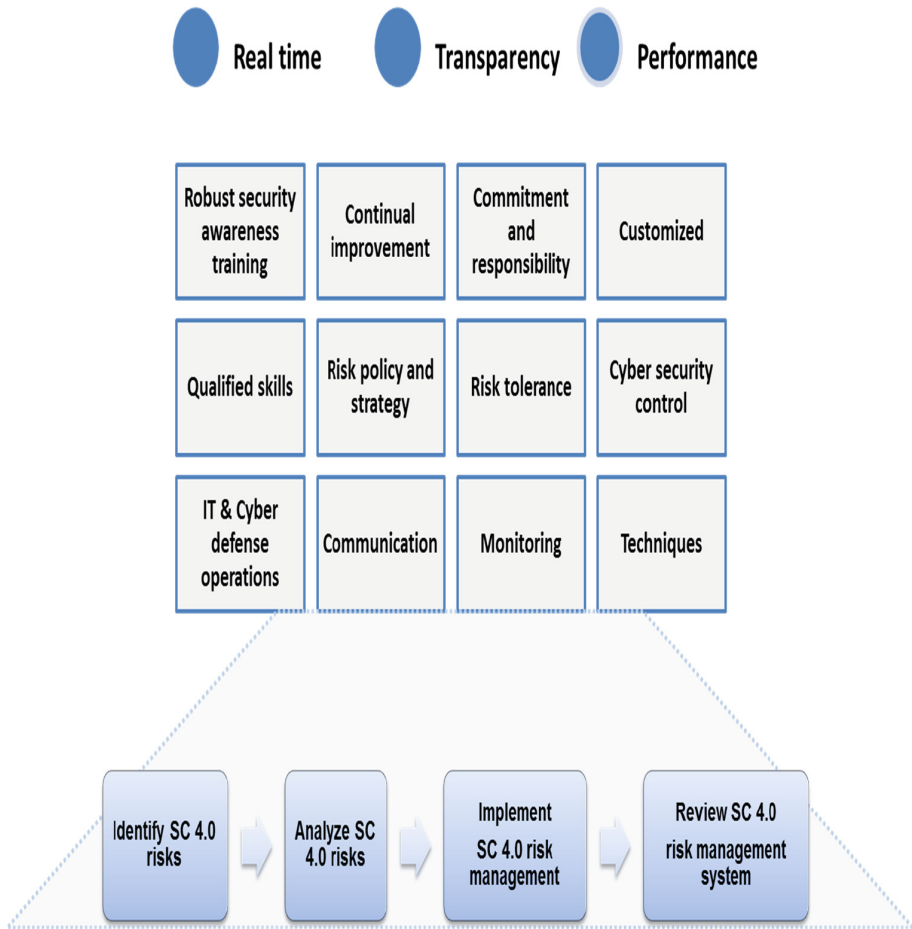 Real time
Transparency
Performance
Robust security
awareness
training
Continual
improvement
Commitment
and
responsibility
Customized
Qualified skills
Risk policy and
strategy
Risk tolerance
Cyber security
control
IT & Cyber
defense
operations
Communication
Monitoring
Techniques
Identify SC 4.0
risks
Analyze SC
4.0 risks
Implement
SC 4.0 risk
management
Review SC 4.0
risk management
system